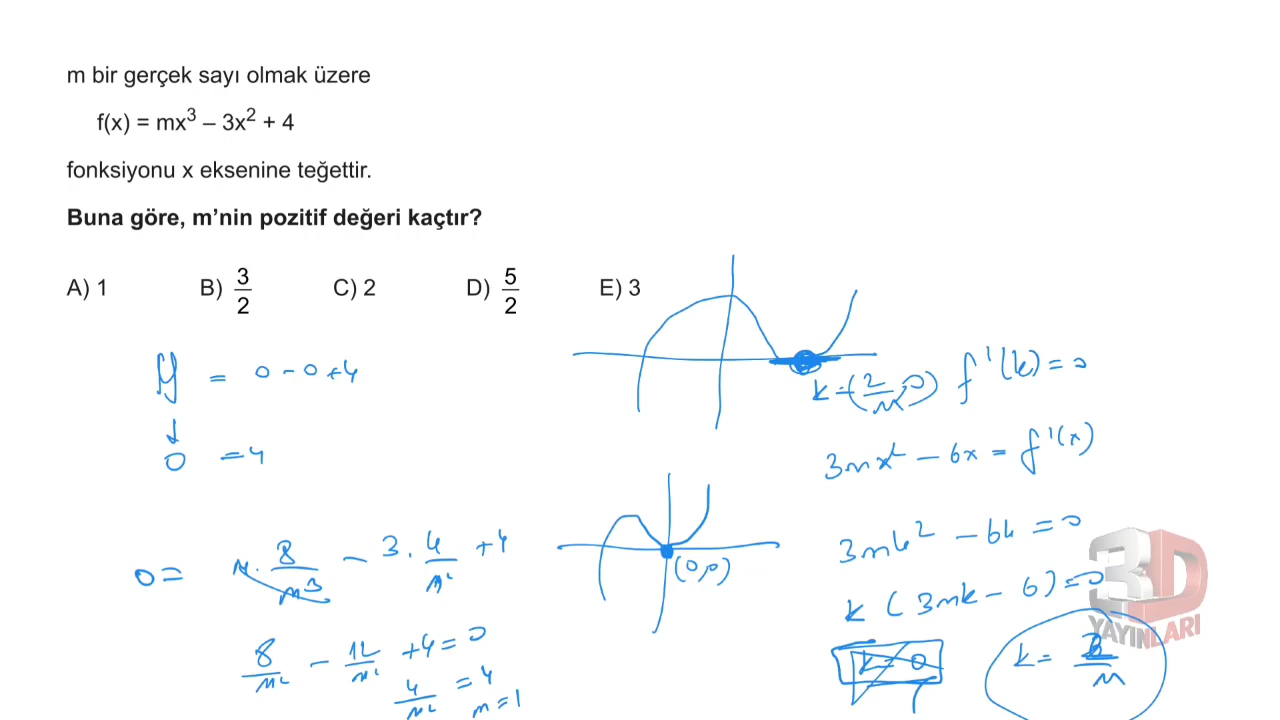 m bir gerçek sayı olmak üzere
f(x) = mx³ – 3x² + 4
fonksiyonu x eksenine teğettir.
Buna göre, m'nin pozitif değeri kaçtır?
A) 1 B) 3/2 C) 2 D) 5/2 E) 3
y = 0 - 0 + 4
↓
0 = 4
0 = m · 8/m³ - 3 · 4/m² + 4
8/m² - 12/m² + 4 = 0
4/m² = 4
m = 1
k = (2/m, 0)
f'(k) = 0
3mx² - 6x = f'(x)
(0,0)
3mk² - 6k = 0
k (3mk - 6) = 0
k = 0
k = 2/m
3D
YAYINLARI